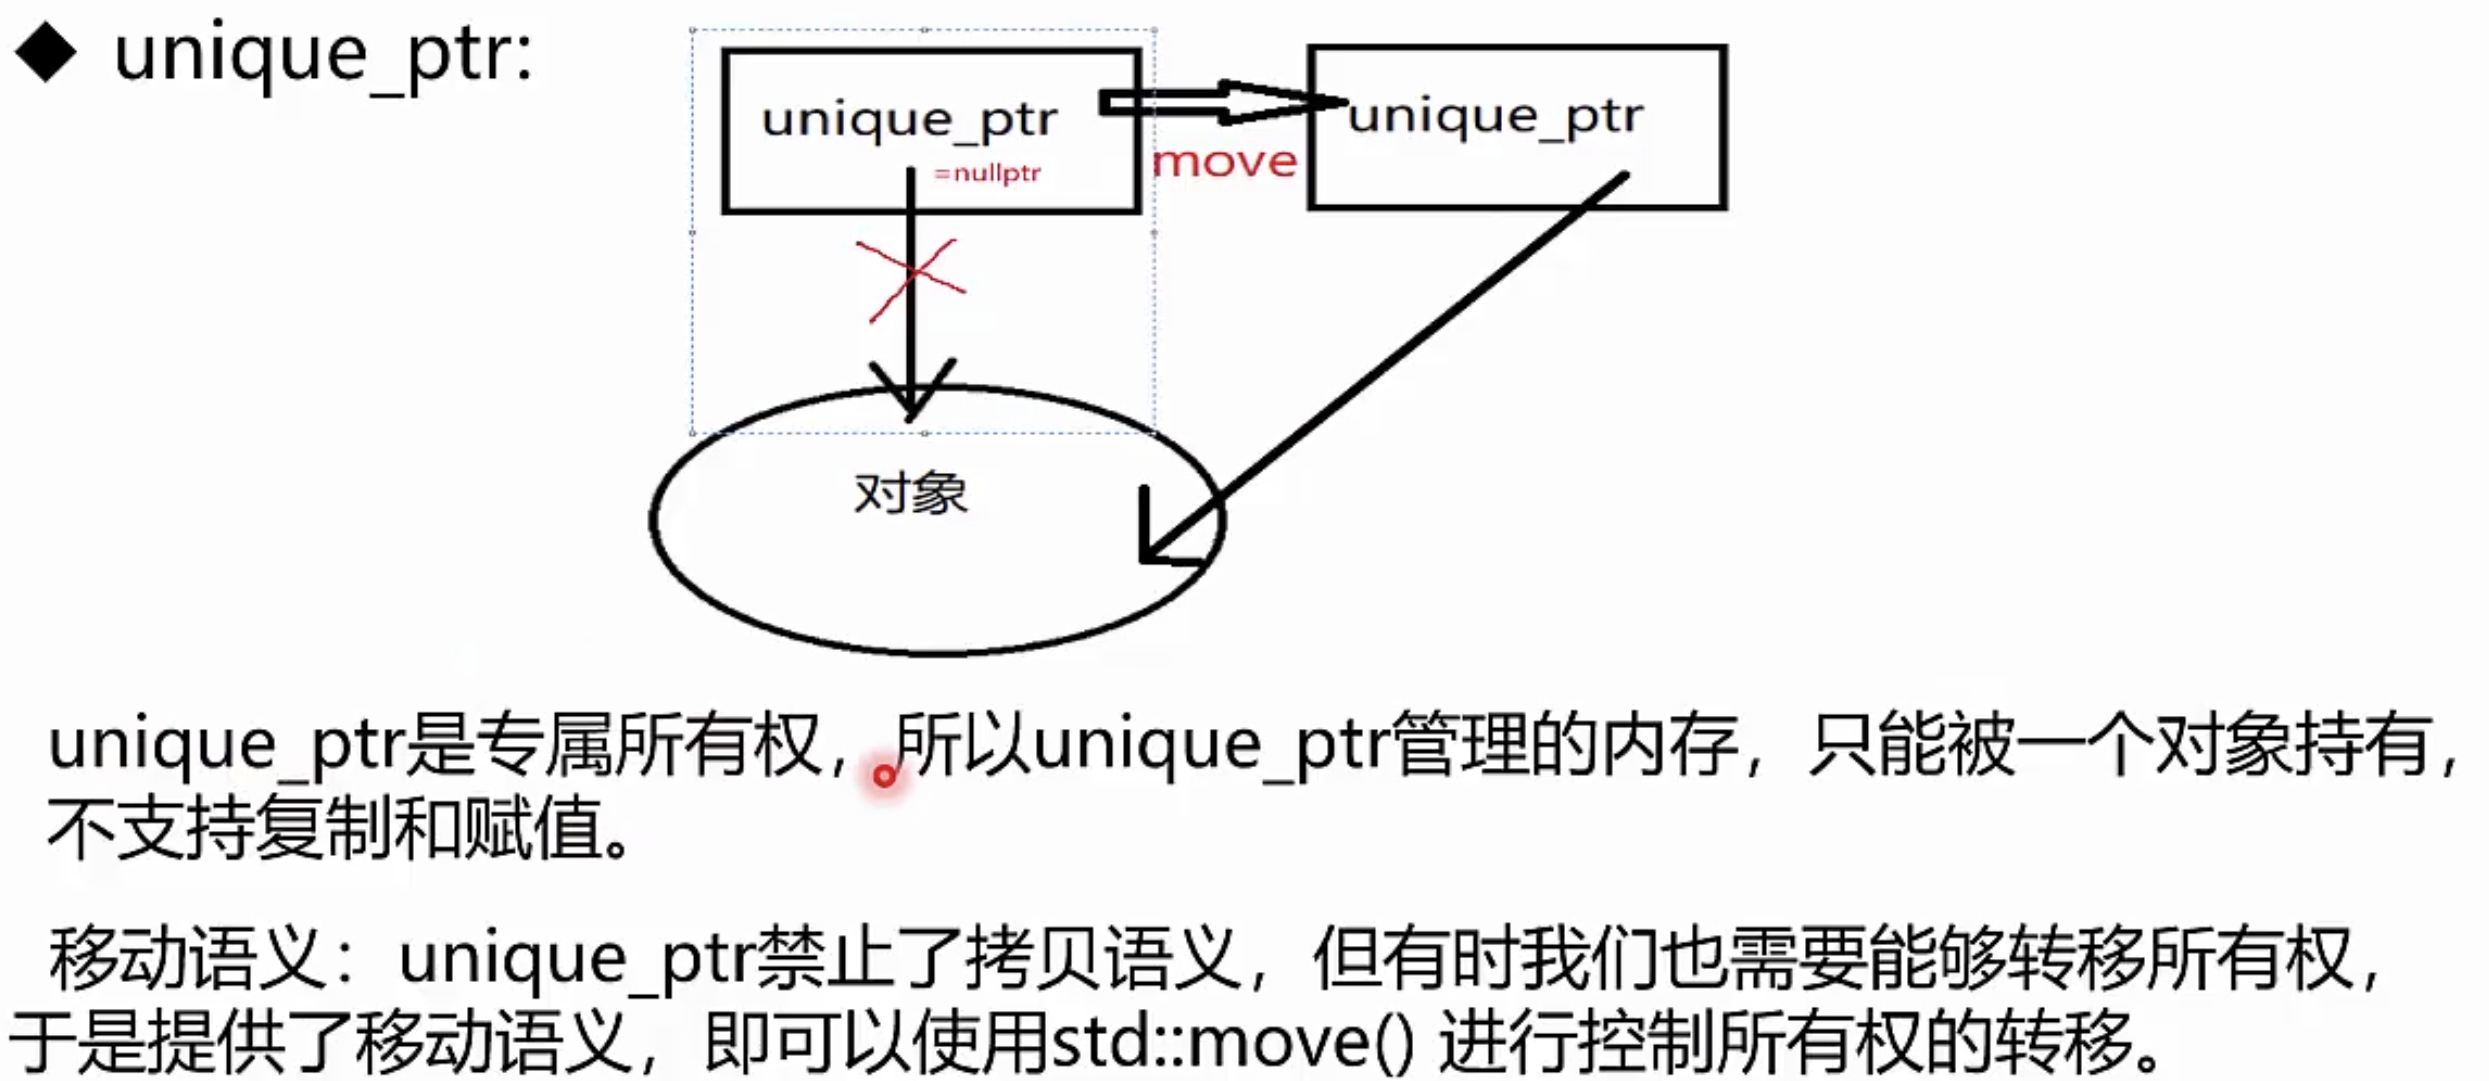 ◆ unique_ptr:
unique_ptr
=nullptr
move
unique_ptr
对象
unique_ptr是专属所有权，所以unique_ptr管理的内存，只能被一个对象持有，
不支持复制和赋值。
移动语义：unique_ptr禁止了拷贝语义，但有时我们也需要能够转移所有权，
于是提供了移动语义，即可以使用std::move() 进行控制所有权的转移。